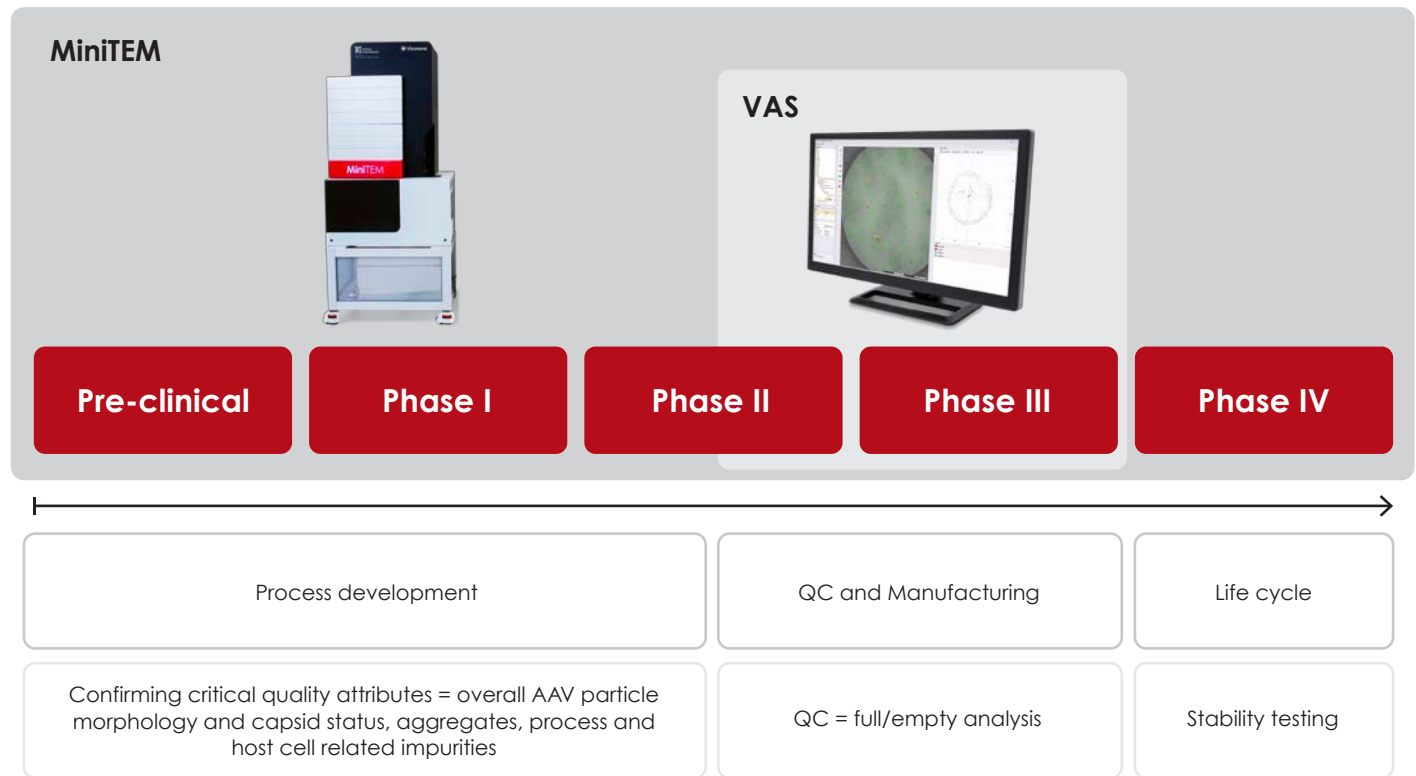 MiniTEM
VAS
MiniTEM
Pre-clinical
Phase I
Phase II
Phase III
Phase IV
Process development
QC and Manufacturing
Life cycle
Confirming critical quality attributes = overall AAV particle
morphology and capsid status, aggregates, process and
host cell related impurities
QC = full/empty analysis
Stability testing